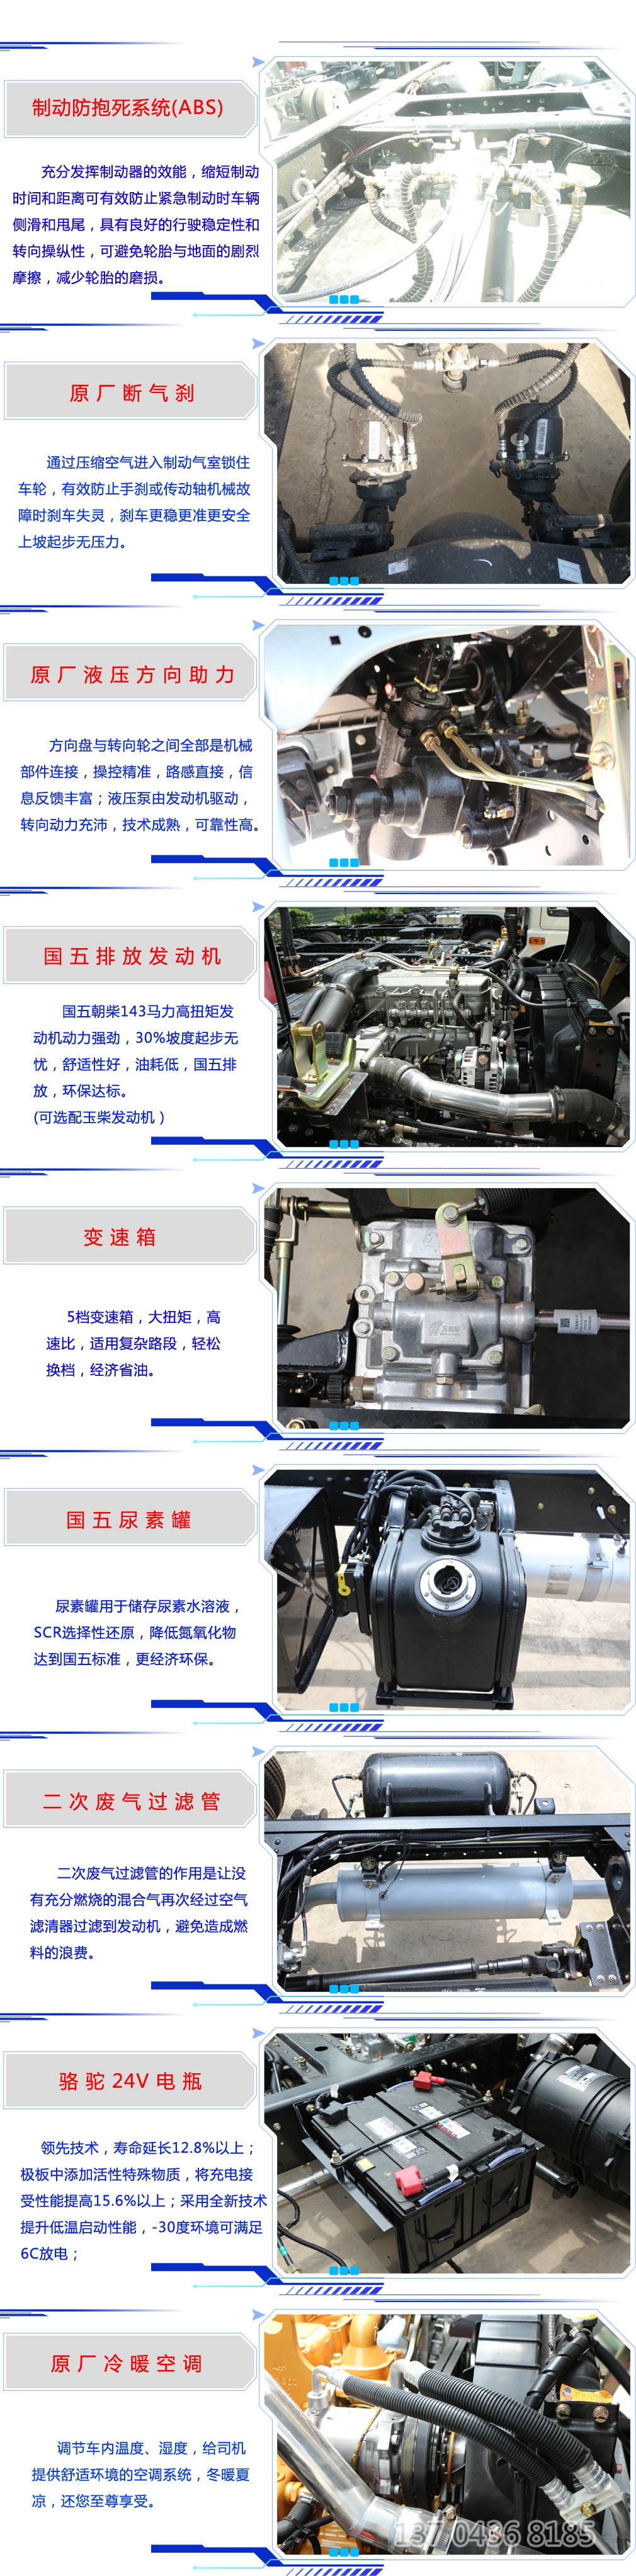 制动防抱死系统(ABS)
充分发挥制动器的效能，缩短制动
时间和距离可有效防止紧急制动时车辆
侧滑和甩尾，具有良好的行驶稳定性和
转向操纵性，可避免轮胎与地面的剧烈
摩擦，减少轮胎的磨损。
原厂断气刹
通过压缩空气进入制动气室锁住
车轮，有效防止手刹或传动轴机械故
障时刹车失灵，刹车更稳更准更安全
上坡起步无压力。
原厂液压方向助力
方向盘与转向轮之间全部是机械
部件连接，操控精准，路感直接，信
息反馈丰富；液压泵由发动机驱动，
转向动力充沛，技术成熟，可靠性高。
国五排放发动机
国五朝柴143马力高扭矩发
动机动力强劲，30%坡度起步无
忧，舒适性好，油耗低，国五排
放，环保达标。
(可选配玉柴发动机 )
变速箱
5档变速箱，大扭矩，高
速比，适用复杂路段，轻松
换档，经济省油。
国五尿素罐
尿素罐用于储存尿素水溶液，
SCR选择性还原，降低氮氧化物
达到国五标准，更经济环保。
二次废气过滤管
二次废气过滤管的作用是让没
有充分燃烧的混合气再次经过空气
滤清器过滤到发动机，避免造成燃
料的浪费。
骆驼 24V 电瓶
领先技术，寿命延长12.8%以上；
极板中添加活性特殊物质，将充电接
受性能提高15.6%以上；采用全新技术
提升低温启动性能，-30度环境可满足
6C放电；
原厂冷暖空调
调节车内温度、湿度，给司机
提供舒适环境的空调系统，冬暖夏
凉，还您至尊享受。
137 0436 8185